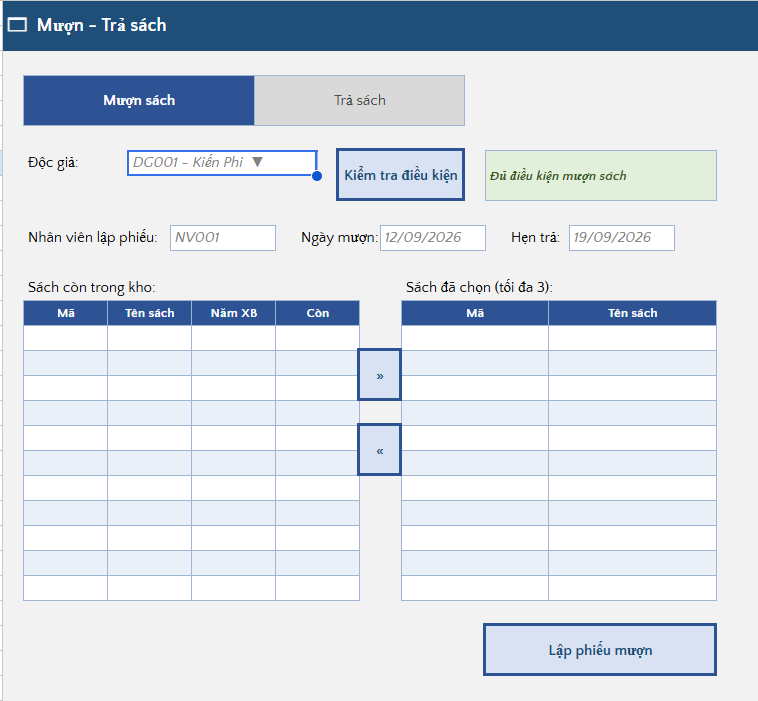 Mượn – Trả sách
Mượn sách Trả sách
Độc giả: DG001 – Kiến Phi ▼ Kiểm tra điều kiện Đủ điều kiện mượn sách
Nhân viên lập phiếu: NV001 Ngày mượn: 12/09/2026 Hẹn trả: 19/09/2026
Sách còn trong kho: Sách đã chọn (tối đa 3):
Mã Tên sách Năm XB Còn Mã Tên sách
»
«
Lập phiếu mượn